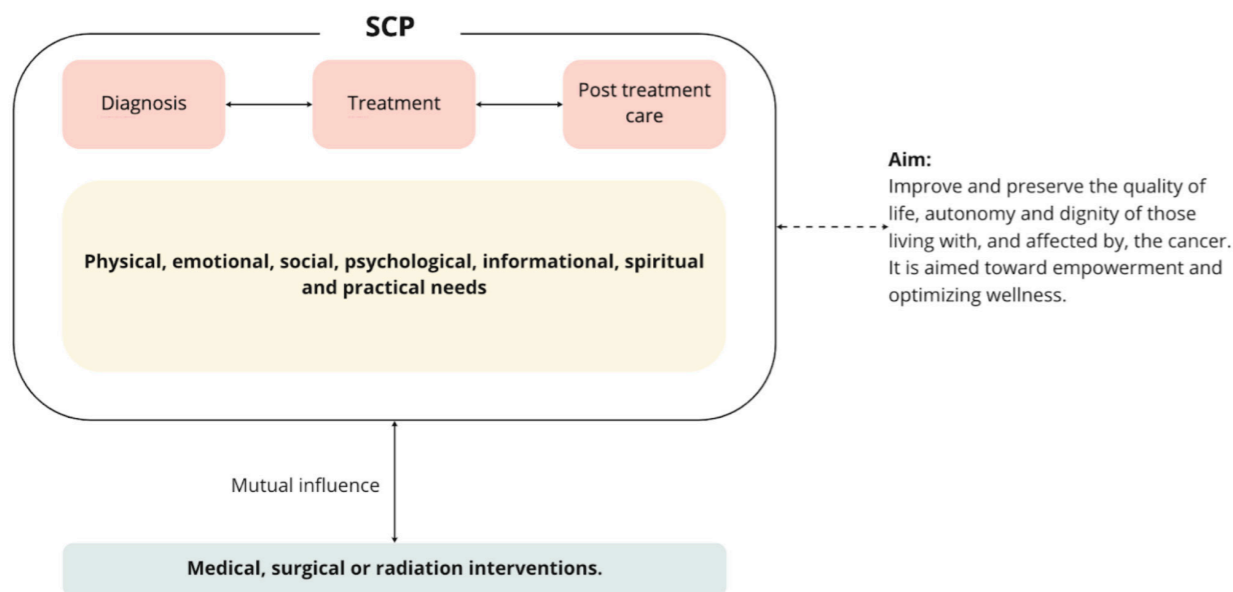 SCP
Diagnosis
Treatment
Post treatment
care
Physical, emotional, social, psychological, informational, spiritual
and practical needs
Aim:
Improve and preserve the quality of
life, autonomy and dignity of those
living with, and affected by, the cancer.
It is aimed toward empowerment and
optimizing wellness.
Mutual influence
Medical, surgical or radiation interventions.